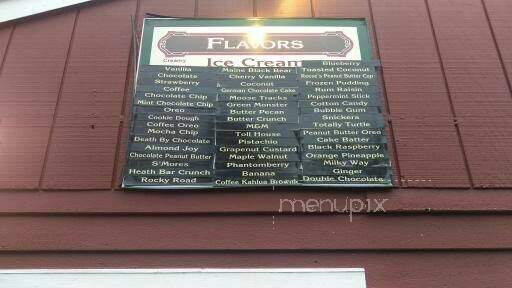 FLAVORS
Creamy
Ice Cream
Vanilla
Chocolate
Strawberry
Coffee
Chocolate Chip
Mint Chocolate Chip
Oreo
Cookie Dough
Coffee Oreo
Mocha Chip
Death By Chocolate
Almond Joy
Chocolate Peanut Butter
S'Mores
Heath Bar Crunch
Rocky Road
Maine Black Bear
Cherry Vanilla
Coconut
German Chocolate Cake
Moose Tracks
Green Monster
Butter Pecan
Butter Crunch
M&M
Toll House
Pistachio
Grapenut Custard
Maple Walnut
Phantomberry
Banana
Coffee Kahlua Brownie
Blueberry
Toasted Coconut
Reese's Peanut Butter Cup
Frozen Pudding
Rum Raisin
Peppermint Stick
Cotton Candy
Bubble Gum
Snickers
Totally Turtle
Peanut Butter Oreo
Cake Batter
Black Raspberry
Orange Pineapple
Milky Way
Ginger
Double Chocolate
menupix